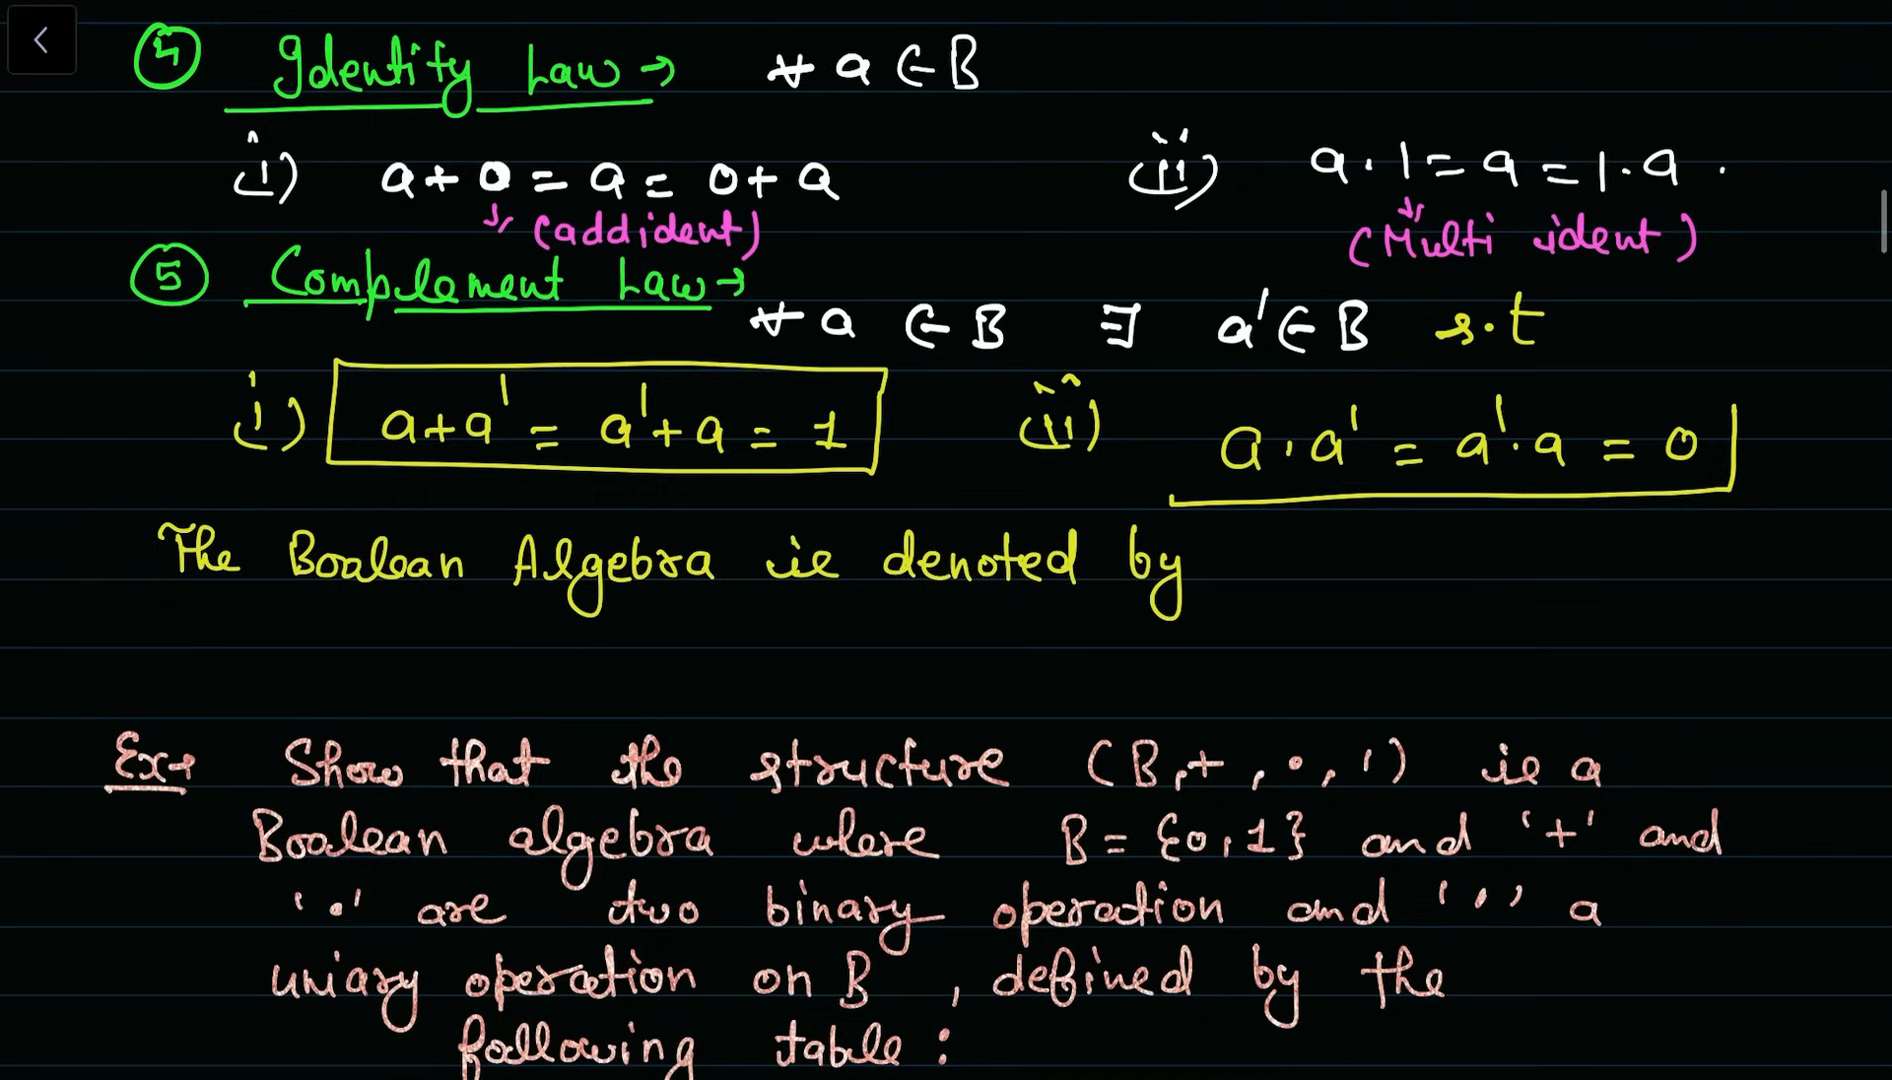 ④ Identity Law → ∀ a ∈ B
i) a + 0 = a = 0 + a ii) a . 1 = a = 1 . a .
(add ident) (Multi ident)
⑤ Complement Law →
∀ a ∈ B ∃ a' ∈ B s.t
i) a + a' = a' + a = 1 ii) a . a' = a' . a = 0
The Boolean Algebra is denoted by
Ex→ Show that the structure (B, +, ., ') is a
Boolean algebra where B = {0, 1} and '+' and
'.' are two binary operation and ''' a
uniary operation on B , defined by the
following table :